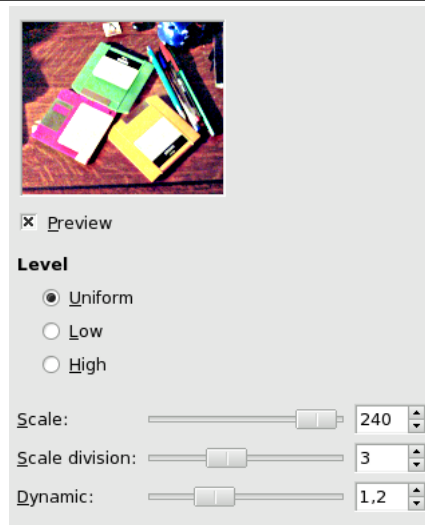 Preview
Level
Uniform
Low
High
Scale: 240
Scale division: 3
Dynamic: 1,2